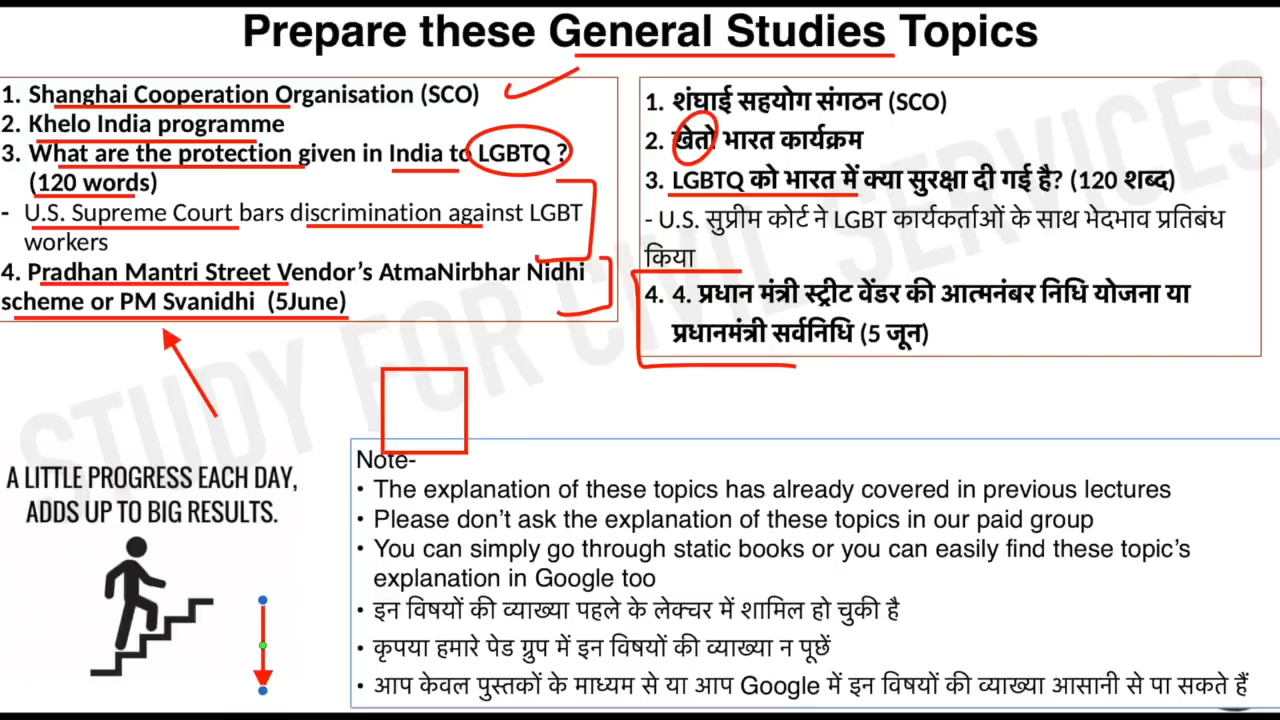 Prepare these General Studies Topics
1. Shanghai Cooperation Organisation (SCO)
2. Khelo India programme
3. What are the protection given in India to LGBTQ ?
(120 words)
- U.S. Supreme Court bars discrimination against LGBT
workers
4. Pradhan Mantri Street Vendor's AtmaNirbhar Nidhi
scheme or PM Svanidhi (5June)
1. शंघाई सहयोग संगठन (SCO)
2. खेतो भारत कार्यक्रम
3. LGBTQ को भारत में क्या सुरक्षा दी गई है? (120 शब्द)
- U.S. सुप्रीम कोर्ट ने LGBT कार्यकर्ताओं के साथ भेदभाव प्रतिबंध
किया
4. 4. प्रधान मंत्री स्ट्रीट वेंडर की आत्मनंबर निधि योजना या
प्रधानमंत्री सर्वनिधि (5 जून)
STUDY FOR CIVIL SERVICES
A LITTLE PROGRESS EACH DAY,
ADDS UP TO BIG RESULTS.
Note-
• The explanation of these topics has already covered in previous lectures
• Please don't ask the explanation of these topics in our paid group
• You can simply go through static books or you can easily find these topic's
explanation in Google too
• इन विषयों की व्याख्या पहले के लेक्चर में शामिल हो चुकी है
• कृपया हमारे पेड ग्रुप में इन विषयों की व्याख्या न पूछें
• आप केवल पुस्तकों के माध्यम से या आप Google में इन विषयों की व्याख्या आसानी से पा सकते हैं